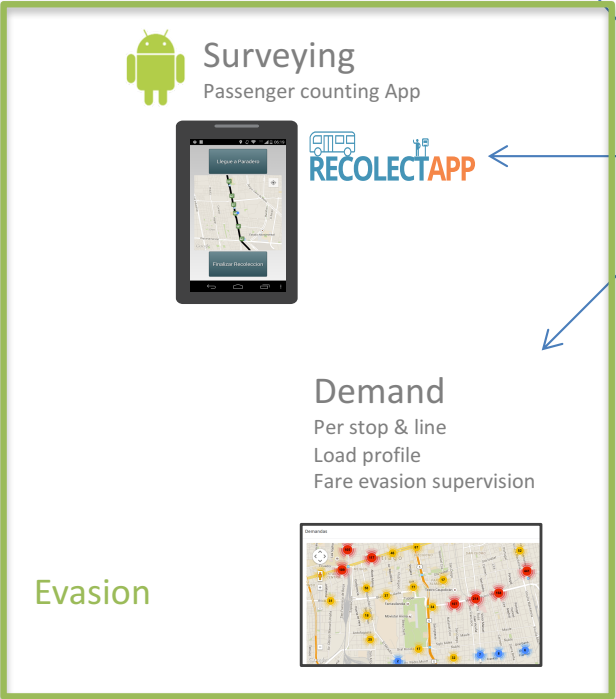 Surveying
Passenger counting App
Llegue a Paradero
RECOLECTAPP
Finalizar Recoleccion
Demand
Per stop & line
Load profile
Fare evasion supervision
Demandas
Evasion